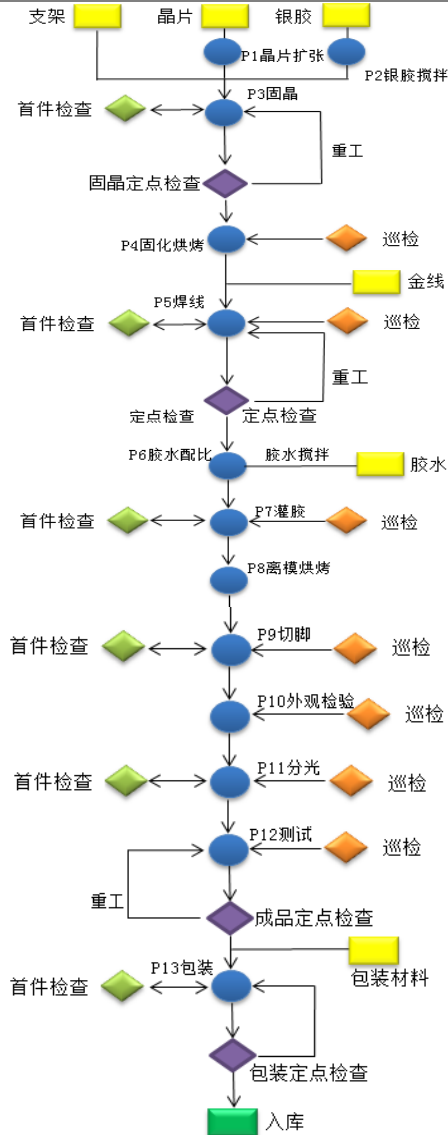 支架
晶片
银胶
P1晶片扩张
P2银胶搅拌
P3固晶
首件检查
重工
固晶定点检查
P4固化烘烤
巡检
金线
P5焊线
首件检查
巡检
重工
定点检查
定点检查
P6胶水配比
胶水搅拌
胶水
P7灌胶
首件检查
巡检
P8离模烘烤
P9切脚
首件检查
巡检
P10外观检验
巡检
P11分光
首件检查
巡检
P12测试
巡检
重工
成品定点检查
P13包装
包装材料
首件检查
包装定点检查
入库